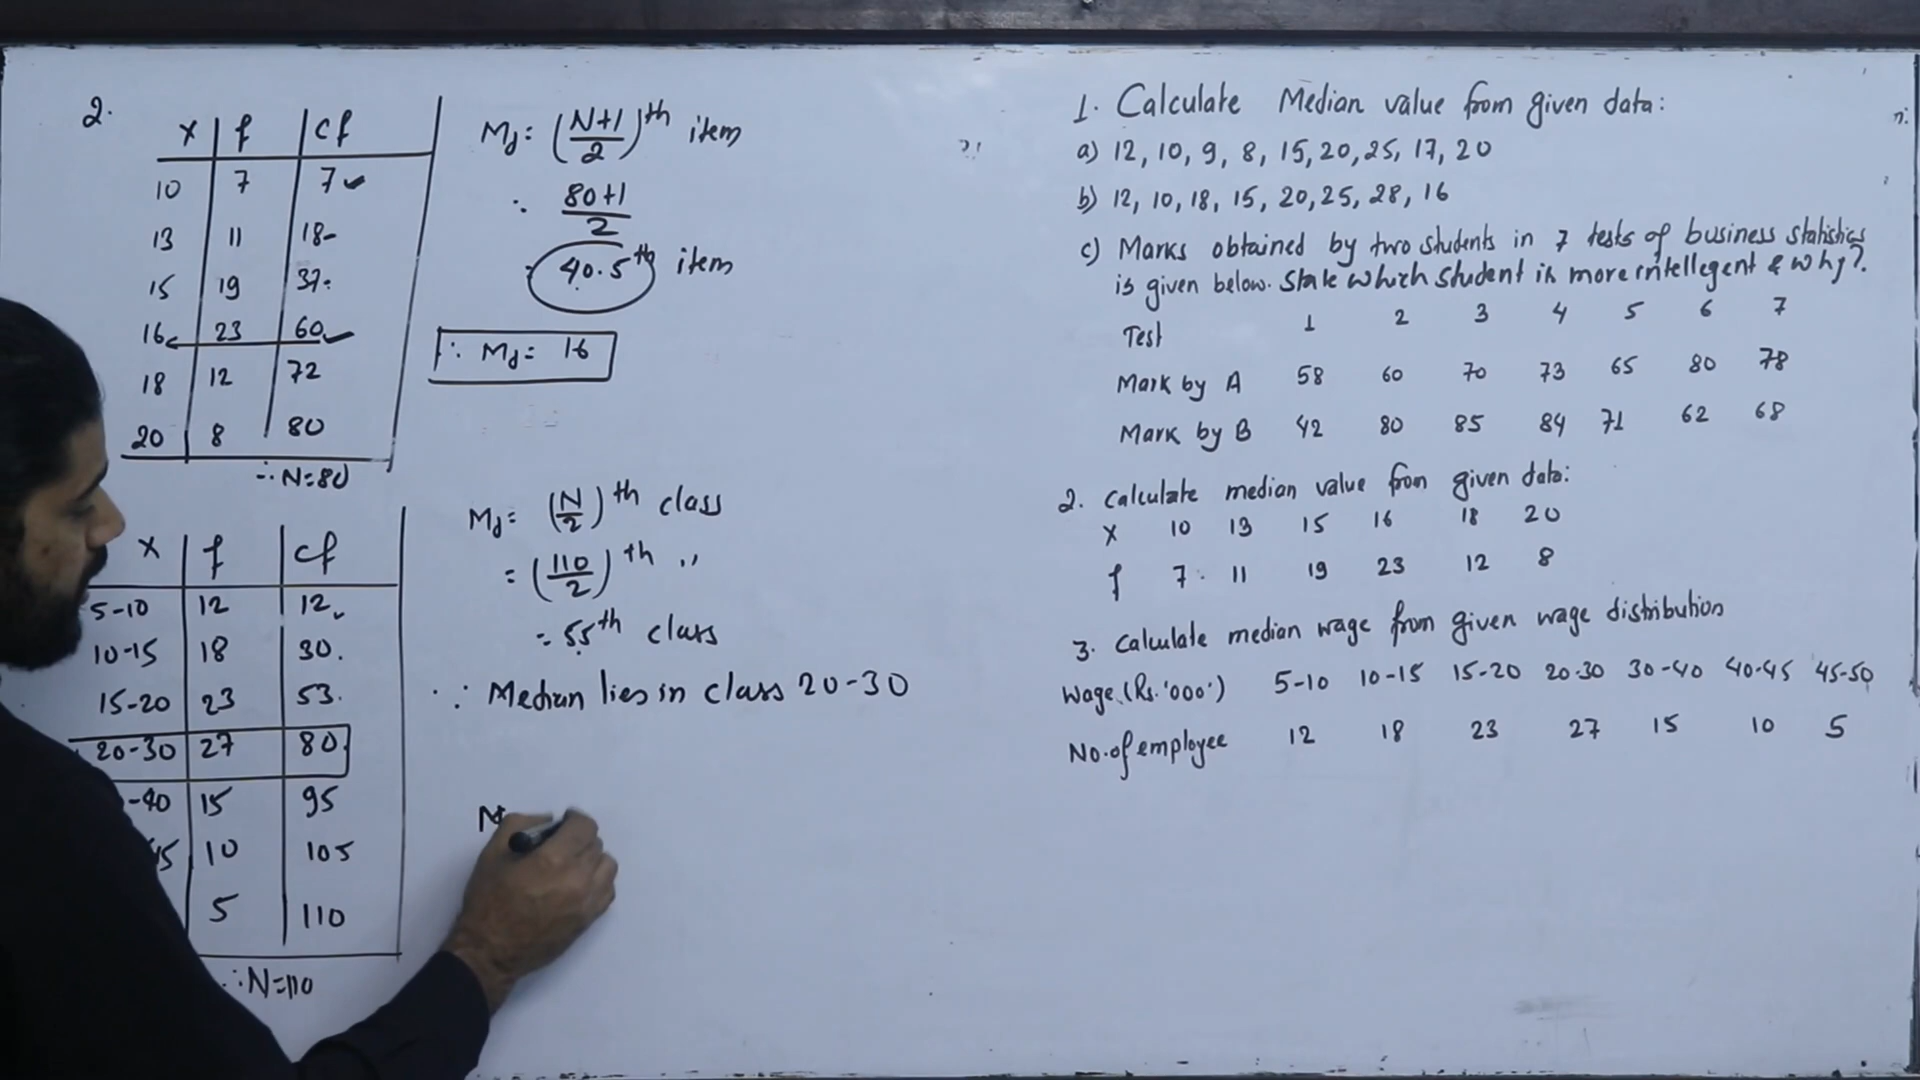 2.
x f cf
10 7 7
13 11 18
15 19 37
16 23 60
18 12 72
20 8 80
∴ N=80
Md = (N+1/2)th item
∴ 80+1/2
40.5th item
∴ Md = 16
x f cf
5-10 12 12
10-15 18 30
15-20 23 53
20-30 27 80
-40 15 95
45 10 105
5 110
∴ N=110
Md = (N/2)th class
= (110/2)th "
= 55th class
∴ Median lies in class 20-30
1. Calculate Median value from given data:
a) 12, 10, 9, 8, 15, 20, 25, 17, 20
b) 12, 10, 18, 15, 20, 25, 28, 16
c) Marks obtained by two students in 7 tests of business statistics
is given below. State which student is more intellegent & why?
Test 1 2 3 4 5 6 7
Mark by A 58 60 70 73 65 80 78
Mark by B 42 80 85 84 71 62 68
2. Calculate median value from given data:
X 10 13 15 16 18 20
f 7 11 19 23 12 8
3. Calculate median wage from given wage distribution
Wage (Rs. '000') 5-10 10-15 15-20 20-30 30-40 40-45 45-50
No. of employee 12 18 23 27 15 10 5